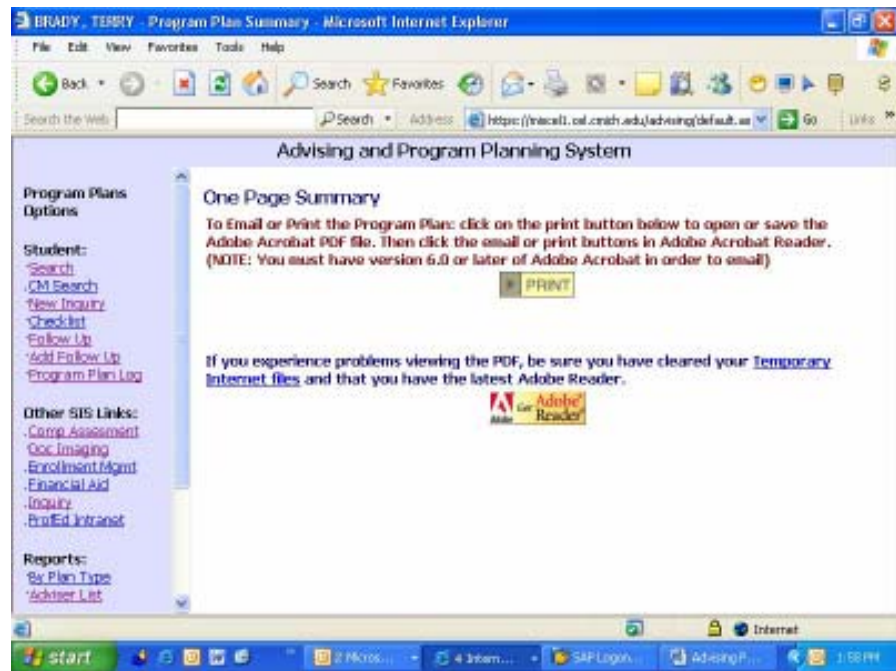 BRADY, TERRY - Program Plan Summary - Microsoft Internet Explorer
File Edit View Favorites Tools Help
Back Search Favorites
Search the Web Search Address Go Links »
Advising and Program Planning System
Program Plans
Options
Student:
Search
CM Search
New Inquiry
Checklist
Follow Up
Add Follow Up
Program Plan Log
Other SIS Links:
Comp Assesment
Doc Imaging
Enrollment Mgmt
Financial Aid
Inquiry
ProfEd Intranet
Reports:
By Plan Type
Adviser List
One Page Summary
To Email or Print the Program Plan: click on the print button below to open or save the
Adobe Acrobat PDF file. Then click the email or print buttons in Adobe Acrobat Reader.
(NOTE: You must have version 6.0 or later of Adobe Acrobat in order to email)
PRINT
If you experience problems viewing the PDF, be sure you have cleared your Temporary
Internet files and that you have the latest Adobe Reader.
Adobe Get Adobe® Reader®
Internet
start 2 Micros... 4 Intern... SAP Logon... Advising P... 1:58 PM